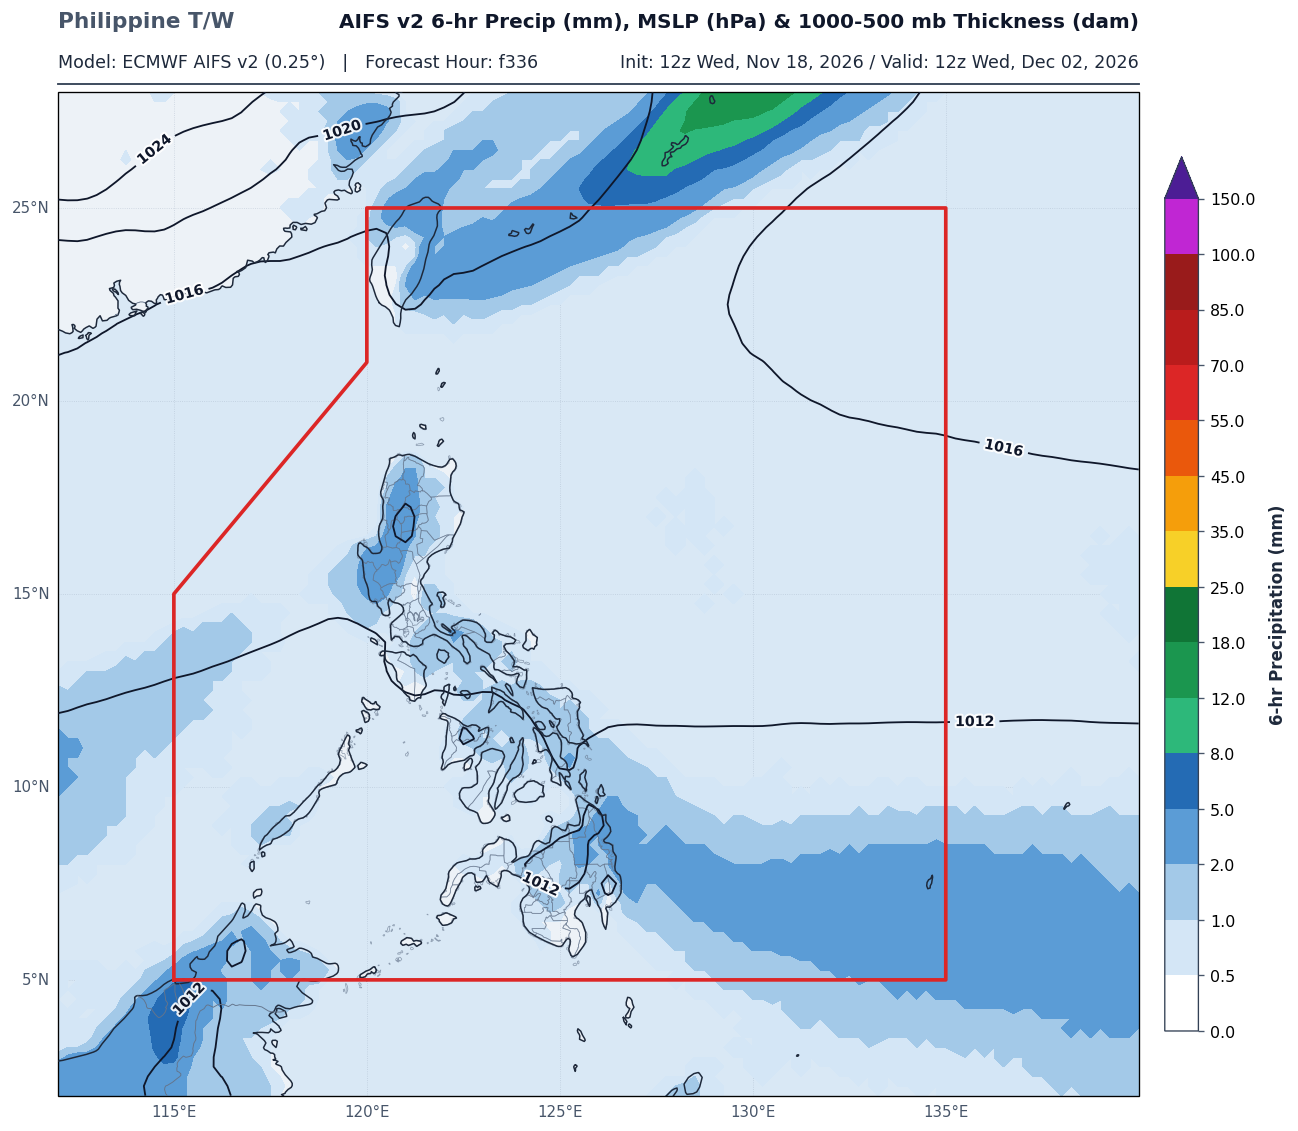 Philippine T/W
AIFS v2 6-hr Precip (mm), MSLP (hPa) & 1000-500 mb Thickness (dam)
Model: ECMWF AIFS v2 (0.25°) | Forecast Hour: f336
Init: 12z Wed, Nov 18, 2026 / Valid: 12z Wed, Dec 02, 2026
1024
1020
1016
1016
1012
1012
1012
25°N
20°N
15°N
10°N
5°N
115°E
120°E
125°E
130°E
135°E
150.0
100.0
85.0
70.0
55.0
45.0
35.0
25.0
18.0
12.0
8.0
5.0
2.0
1.0
0.5
0.0
6-hr Precipitation (mm)